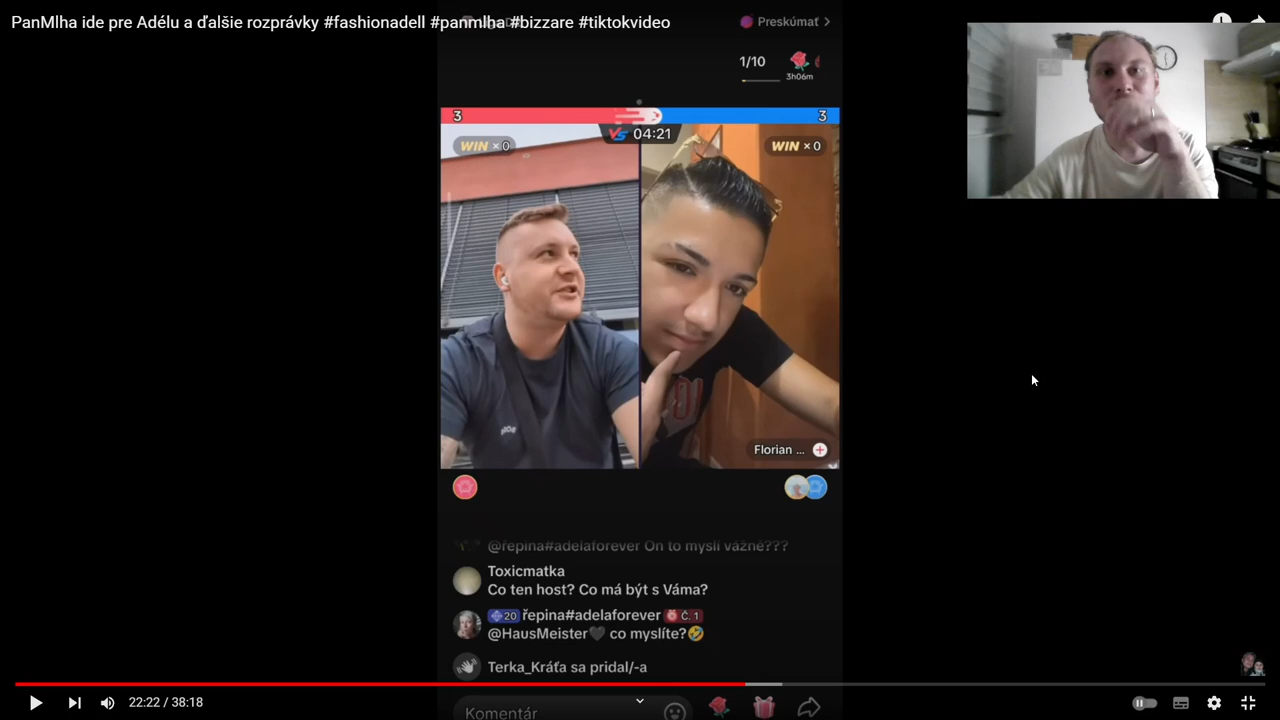 PanMlha ide pre Adélu a ďalšie rozprávky #fashionadell #panmlha #bizzare #tiktokvideo
Preskúmať
1/10
3h06m
3
VS 04:21
3
WIN × 0
WIN × 0
Florian ...
@řepina#adelaforever On to myslí vážně???
Toxicmatka
Co ten host? Co má být s Váma?
20 řepina#adelaforever Č. 1
@HausMeister🖤 co myslíte?🤣
Terka_Kráťa sa pridal/-a
Komentár
22:22 / 38:18